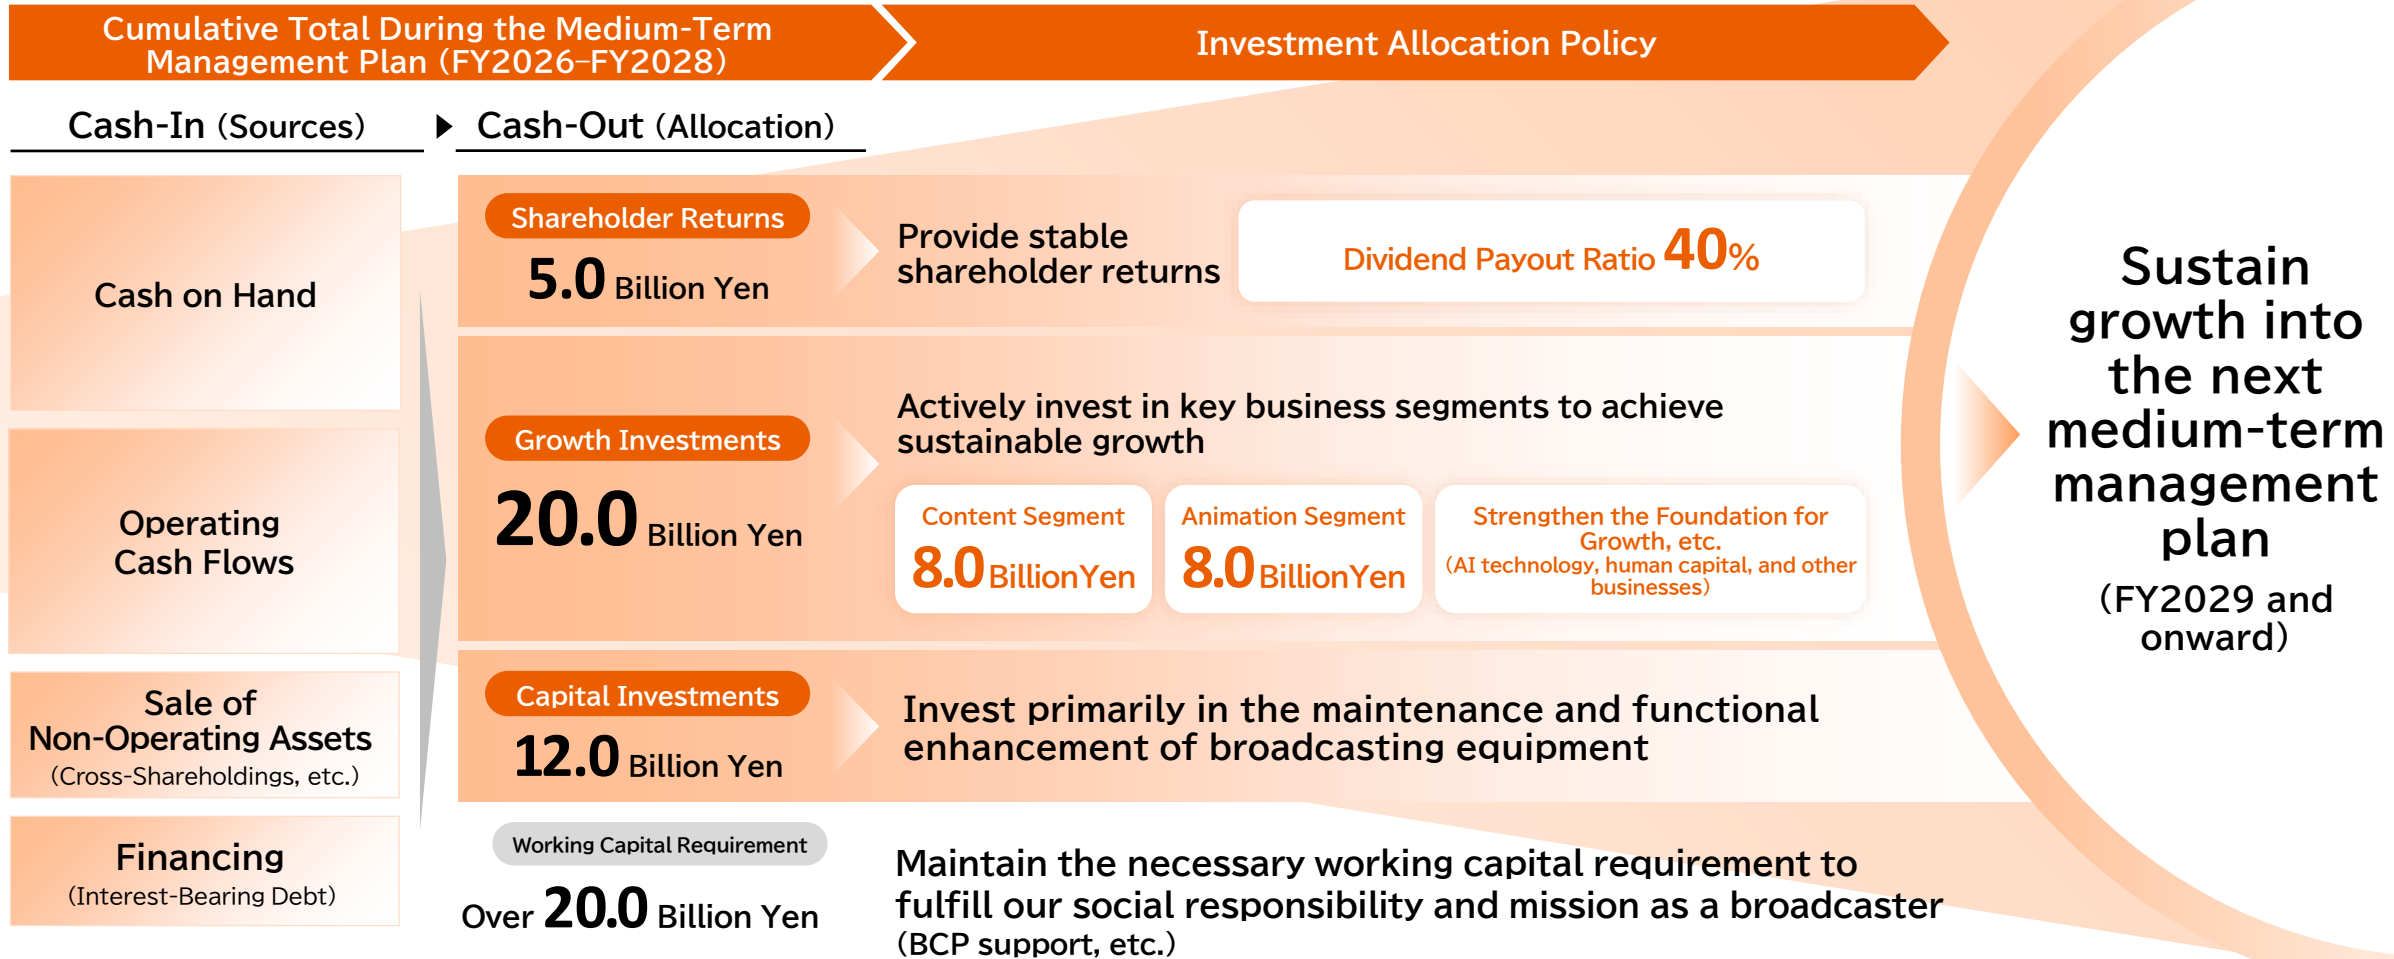 Cumulative Total During the Medium-Term
Management Plan (FY2026–FY2028)
Investment Allocation Policy
Cash-In (Sources)
Cash-Out (Allocation)
Cash on Hand
Operating
Cash Flows
Sale of
Non-Operating Assets
(Cross-Shareholdings, etc.)
Financing
(Interest-Bearing Debt)
Shareholder Returns
5.0 Billion Yen
Provide stable
shareholder returns
Dividend Payout Ratio 40%
Growth Investments
20.0 Billion Yen
Actively invest in key business segments to achieve
sustainable growth
Content Segment
8.0 Billion Yen
Animation Segment
8.0 Billion Yen
Strengthen the Foundation for
Growth, etc.
(AI technology, human capital, and other
businesses)
Capital Investments
12.0 Billion Yen
Invest primarily in the maintenance and functional
enhancement of broadcasting equipment
Working Capital Requirement
Over 20.0 Billion Yen
Maintain the necessary working capital requirement to
fulfill our social responsibility and mission as a broadcaster
(BCP support, etc.)
Sustain
growth into
the next
medium-term
management
plan
(FY2029 and
onward)